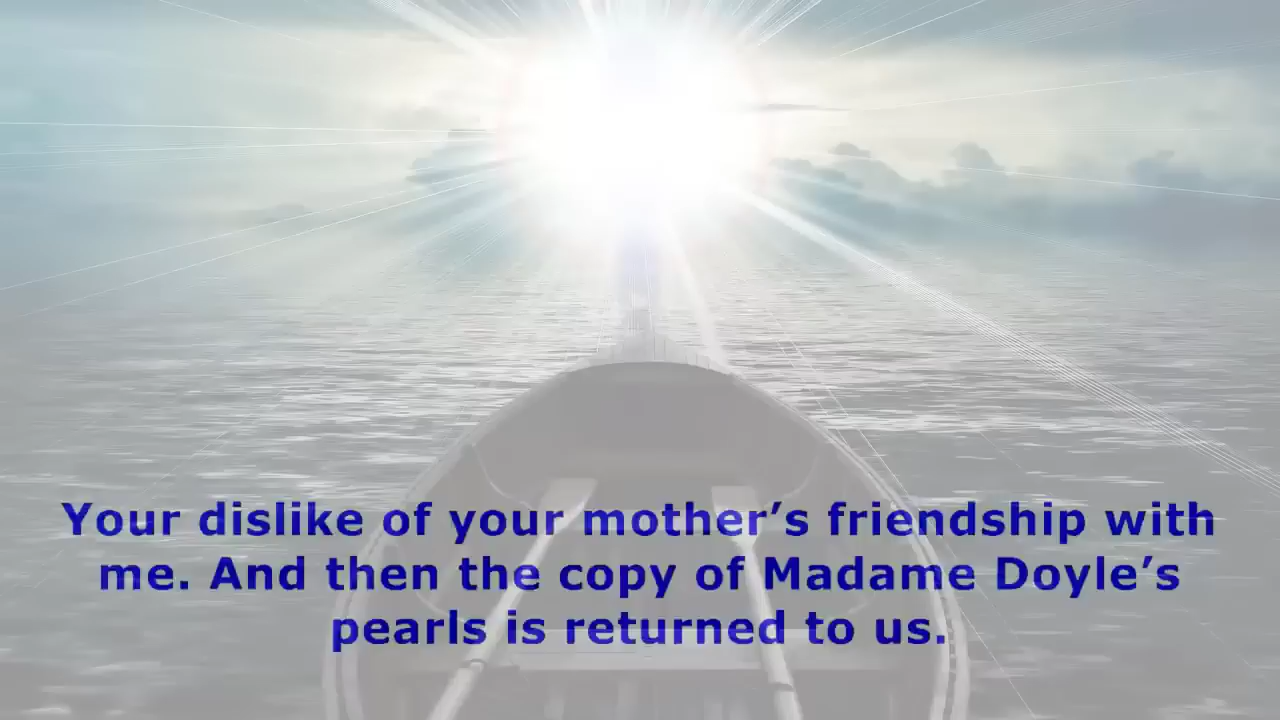 Your dislike of your mother’s friendship with
me. And then the copy of Madame Doyle’s
pearls is returned to us.